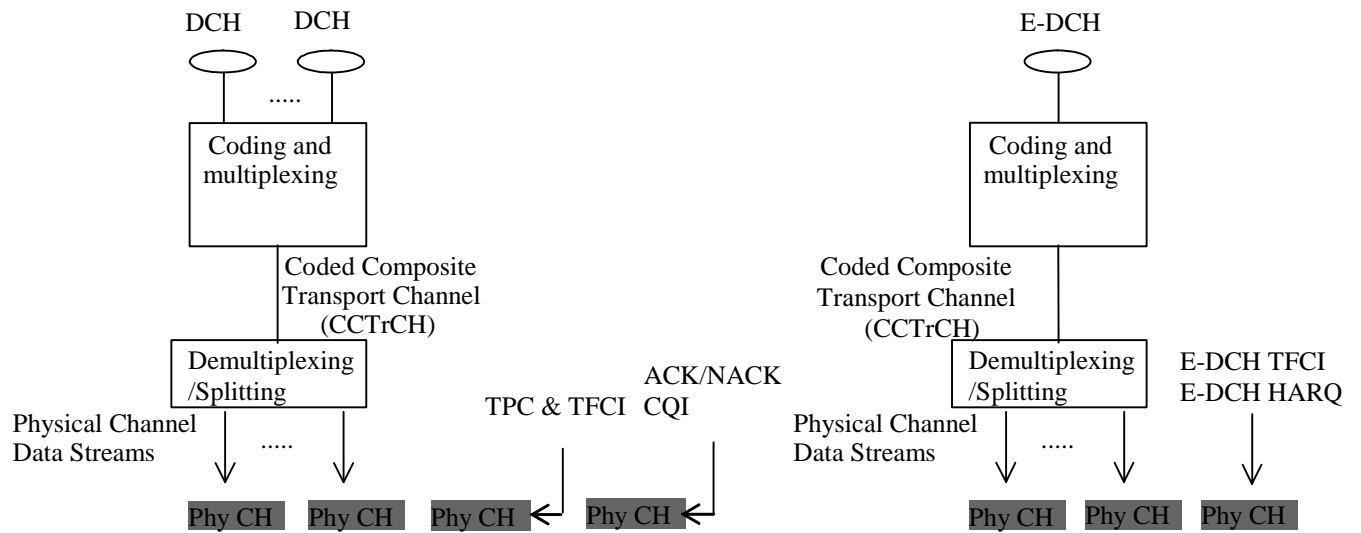 DCH DCH
.....
Coding and
multiplexing
Coded Composite
Transport Channel
(CCTrCH)
Demultiplexing
/Splitting
Physical Channel
Data Streams
.....
TPC & TFCI
ACK/NACK
CQI
Phy CH Phy CH Phy CH Phy CH
E-DCH
Coding and
multiplexing
Coded Composite
Transport Channel
(CCTrCH)
Demultiplexing
/Splitting
E-DCH TFCI
E-DCH HARQ
Physical Channel
Data Streams
.....
Phy CH Phy CH Phy CH